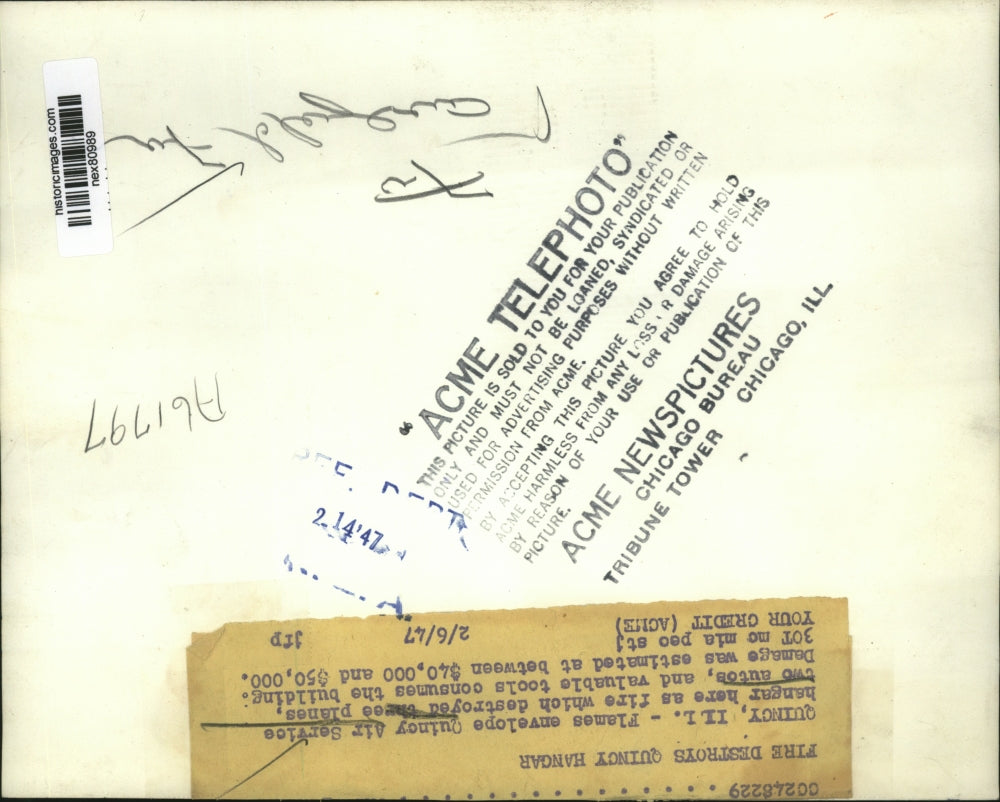 historicimages.com
nex80989
X2
A61797
"ACME TELEPHOTO"
THIS PICTURE IS SOLD TO YOU FOR YOUR PUBLICATION
ONLY AND MUST NOT BE LOANED, SYNDICATED OR
USED FOR ADVERTISING PURPOSES WITHOUT WRITTEN
PERMISSION FROM ACME.
BY ACCEPTING THIS PICTURE YOU AGREE TO HOLD
ACME HARMLESS FROM ANY LOSS R DAMAGE ARISING
BY REASON OF YOUR USE OR PUBLICATION OF THIS
PICTURE.
ACME NEWSPICTURES
CHICAGO BUREAU
TRIBUNE TOWER CHICAGO, ILL
2.14'47
CO248229 . . . . . . . . . . . . . .
FIRE DESTROYS QUINCY HANGAR
QUINCY, ILL. - Flames envelope Quincy Air Service
hangar here as fire which destroyed three planes,
two autos, and valuable tools consumes the building.
Damage was estimated at between $40,000 and $50,000.
30T mo mia peo stj
YOUR CREDIT (ACME) 2/6/47 jfp